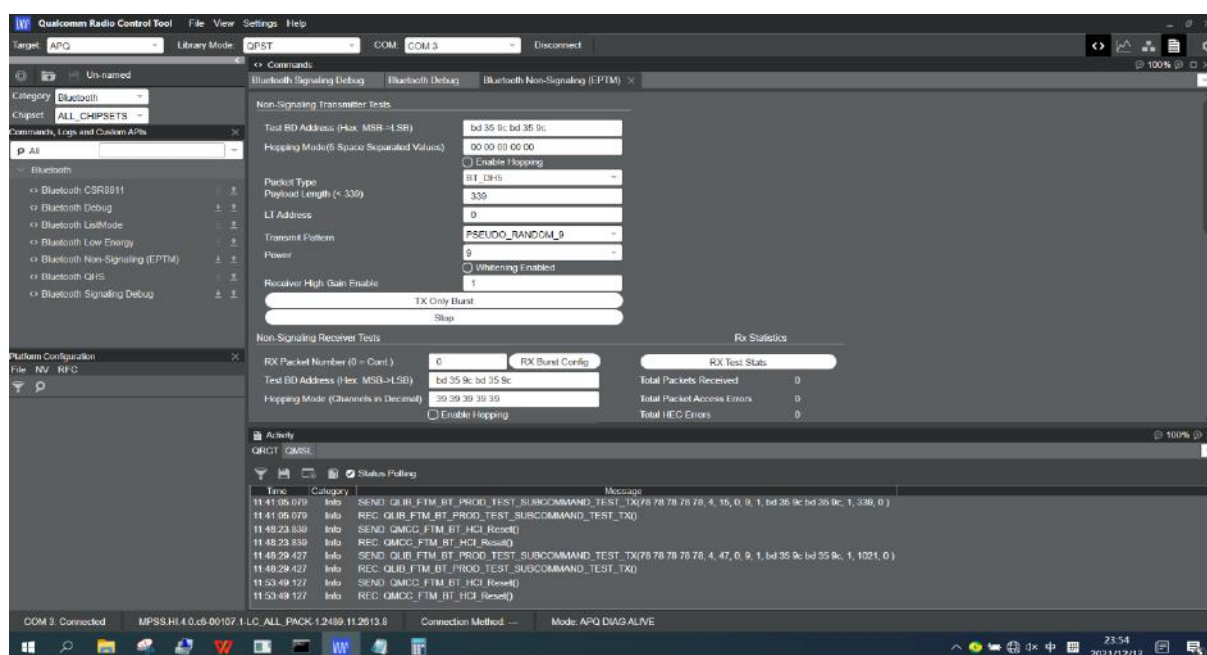 Qualcomm Radio Control Tool File View Settings Help
Target: APQ Library Mode: QPST COM: COM 3 Disconnect
Un-named
Category Bluetooth
Chipset ALL_CHIPSETS
Commands, Logs and Custom APIs
All
Bluetooth
Bluetooth CSR8811
Bluetooth Debug
Bluetooth ListMode
Bluetooth Low Energy
Bluetooth Non-Signaling (EPTM)
Bluetooth QHS
Bluetooth Signaling Debug
Platform Configuration
File NV RFC
Commands 100%
Bluetooth Signaling Debug Bluetooth Debug Bluetooth Non-Signaling (EPTM)
Non-Signaling Transmitter Tests
Test BD Address (Hex: MSB->LSB) bd 35 9c bd 35 9c
Hopping Mode(5 Space Separated Values) 00 00 00 00 00
Enable Hopping
Packet Type BT_DH5
Payload Length (< 339) 339
LT Address 0
Transmit Pattern PSEUDO_RANDOM_9
Power 9
Whitening Enabled
Receiver High Gain Enable 1
TX Only Burst
Stop
Non-Signaling Receiver Tests Rx Statistics
RX Packet Number (0 = Cont.) 0 RX Burst Config RX Test Stats
Test BD Address (Hex: MSB->LSB) bd 35 9c bd 35 9c Total Packets Received 0
Hopping Mode (Channels in Decimal) 39 39 39 39 39 Total Packet Access Errors 0
Enable Hopping Total HEC Errors 0
Activity 100%
QRCT QMSL
Status Polling
Time Category Message
11:41:05.079 Info SEND: QLIB_FTM_BT_PROD_TEST_SUBCOMMAND_TEST_TX(78 78 78 78 78, 4, 15, 0, 9, 1, bd 35 9c bd 35 9c, 1, 339, 0 )
11:41:05.079 Info REC: QLIB_FTM_BT_PROD_TEST_SUBCOMMAND_TEST_TX()
11:48:23.839 Info SEND: QMCC_FTM_BT_HCI_Reset()
11:48:23.839 Info REC: QMCC_FTM_BT_HCI_Reset()
11:48:29.427 Info SEND: QLIB_FTM_BT_PROD_TEST_SUBCOMMAND_TEST_TX(78 78 78 78 78, 4, 47, 0, 9, 1, bd 35 9c bd 35 9c, 1, 1021, 0 )
11:48:29.427 Info REC: QLIB_FTM_BT_PROD_TEST_SUBCOMMAND_TEST_TX()
11:53:49.127 Info SEND: QMCC_FTM_BT_HCI_Reset()
11:53:49.127 Info REC: QMCC_FTM_BT_HCI_Reset()
COM 3: Connected MPSS.HI.4.0.c6-00107.1-LC_ALL_PACK-1.2489.11.2613.8 Connection Method: --- Mode: APQ DIAG ALIVE
中 23:54
2021/12/13